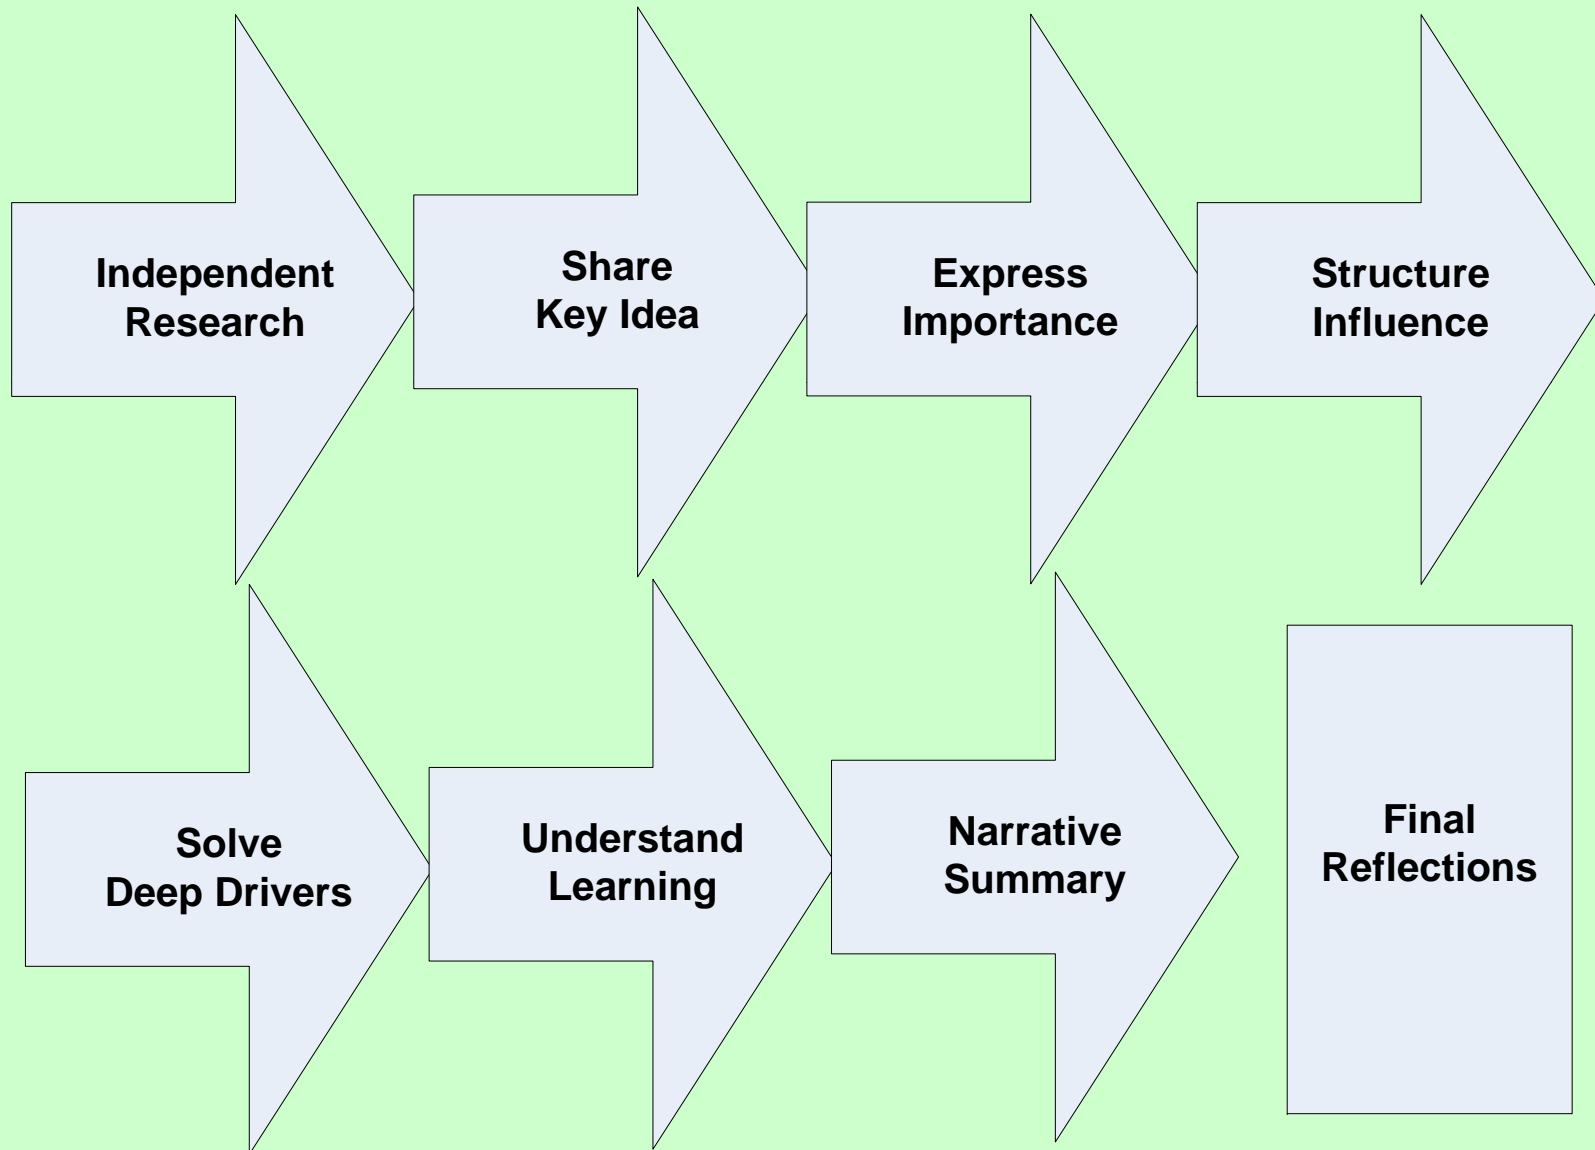 Independent
Research
Share
Key Idea
Express
Importance
Structure
Influence
Solve
Deep Drivers
Understand
Learning
Narrative
Summary
Final
Reflections